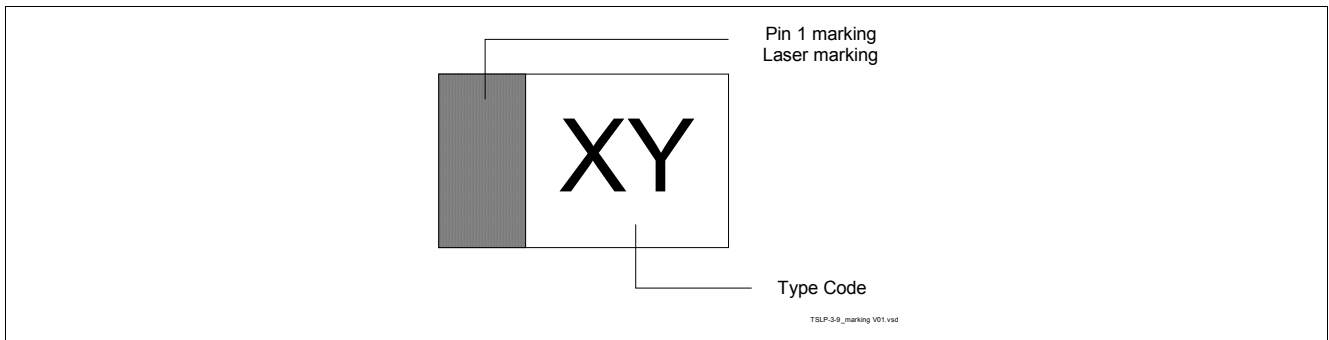 Pin 1 marking
Laser marking
XY
Type Code
TSLP-3-9_marking V01.vsd